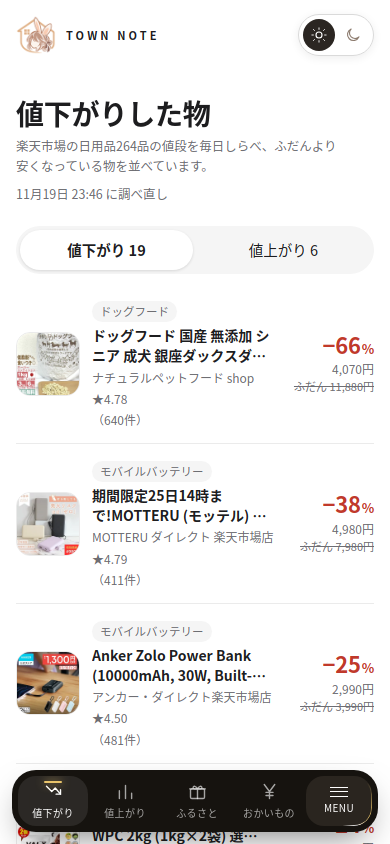 TOWN NOTE
値下がりした物
楽天市場の日用品264品の値段を毎日しらべ、ふだんより
安くなっている物を並べています。
11月19日 23:46 に調べ直し
値下がり 19
値上がり 6
ドッグフード
ドッグフード 国産 無添加 シ
ニア 成犬 銀座ダックスダ…
ナチュラルペットフード shop
★4.78
（640件）
−66%
4,070円
ふだん 11,880円
モバイルバッテリー
期間限定25日14時ま
で!MOTTERU (モッテル) …
MOTTERU ダイレクト 楽天市場店
★4.79
（411件）
−38%
4,980円
ふだん 7,980円
モバイルバッテリー
Anker Zolo Power Bank
(10000mAh, 30W, Built-…
アンカー・ダイレクト楽天市場店
★4.50
（481件）
−25%
2,990円
ふだん 3,990円
1,300円
値下がり
値上がり
ふるさと
おかいもの
MENU
WPC 2kg (1kg×2袋) 選…